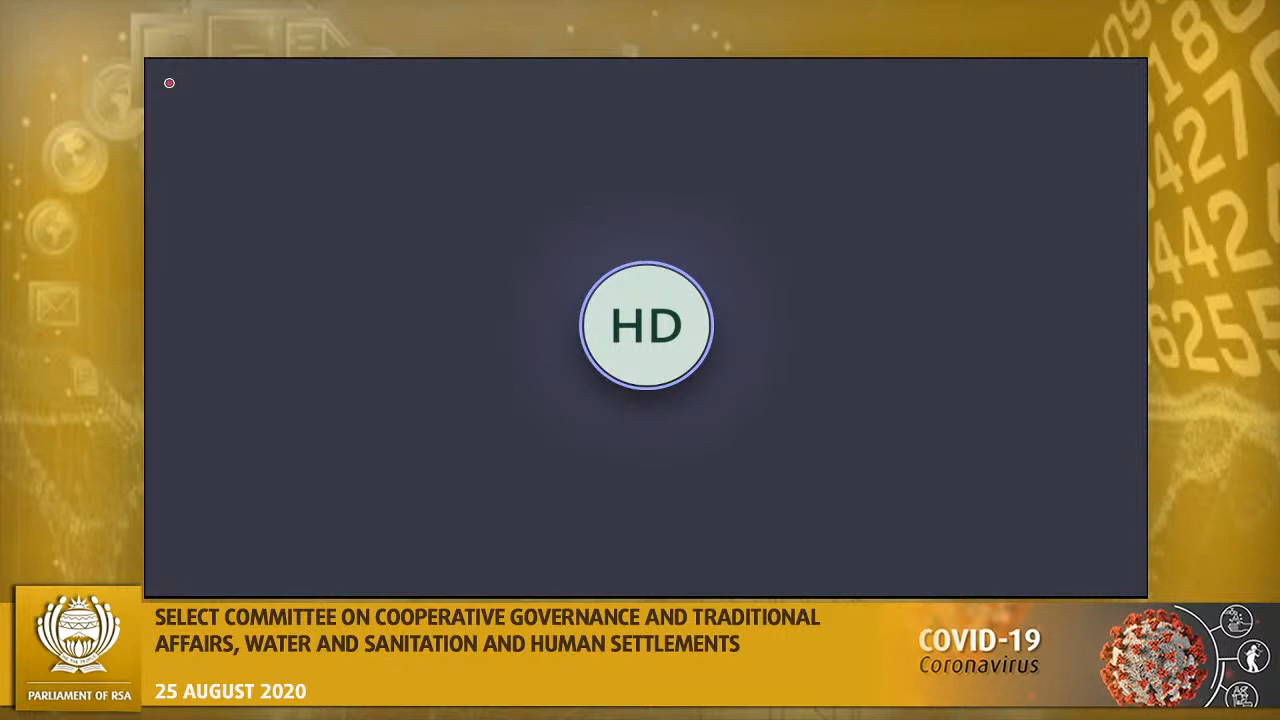 HD
SELECT COMMITTEE ON COOPERATIVE GOVERNANCE AND TRADITIONAL
AFFAIRS, WATER AND SANITATION AND HUMAN SETTLEMENTS
25 AUGUST 2020
PARLIAMENT OF RSA
COVID-19
Coronavirus